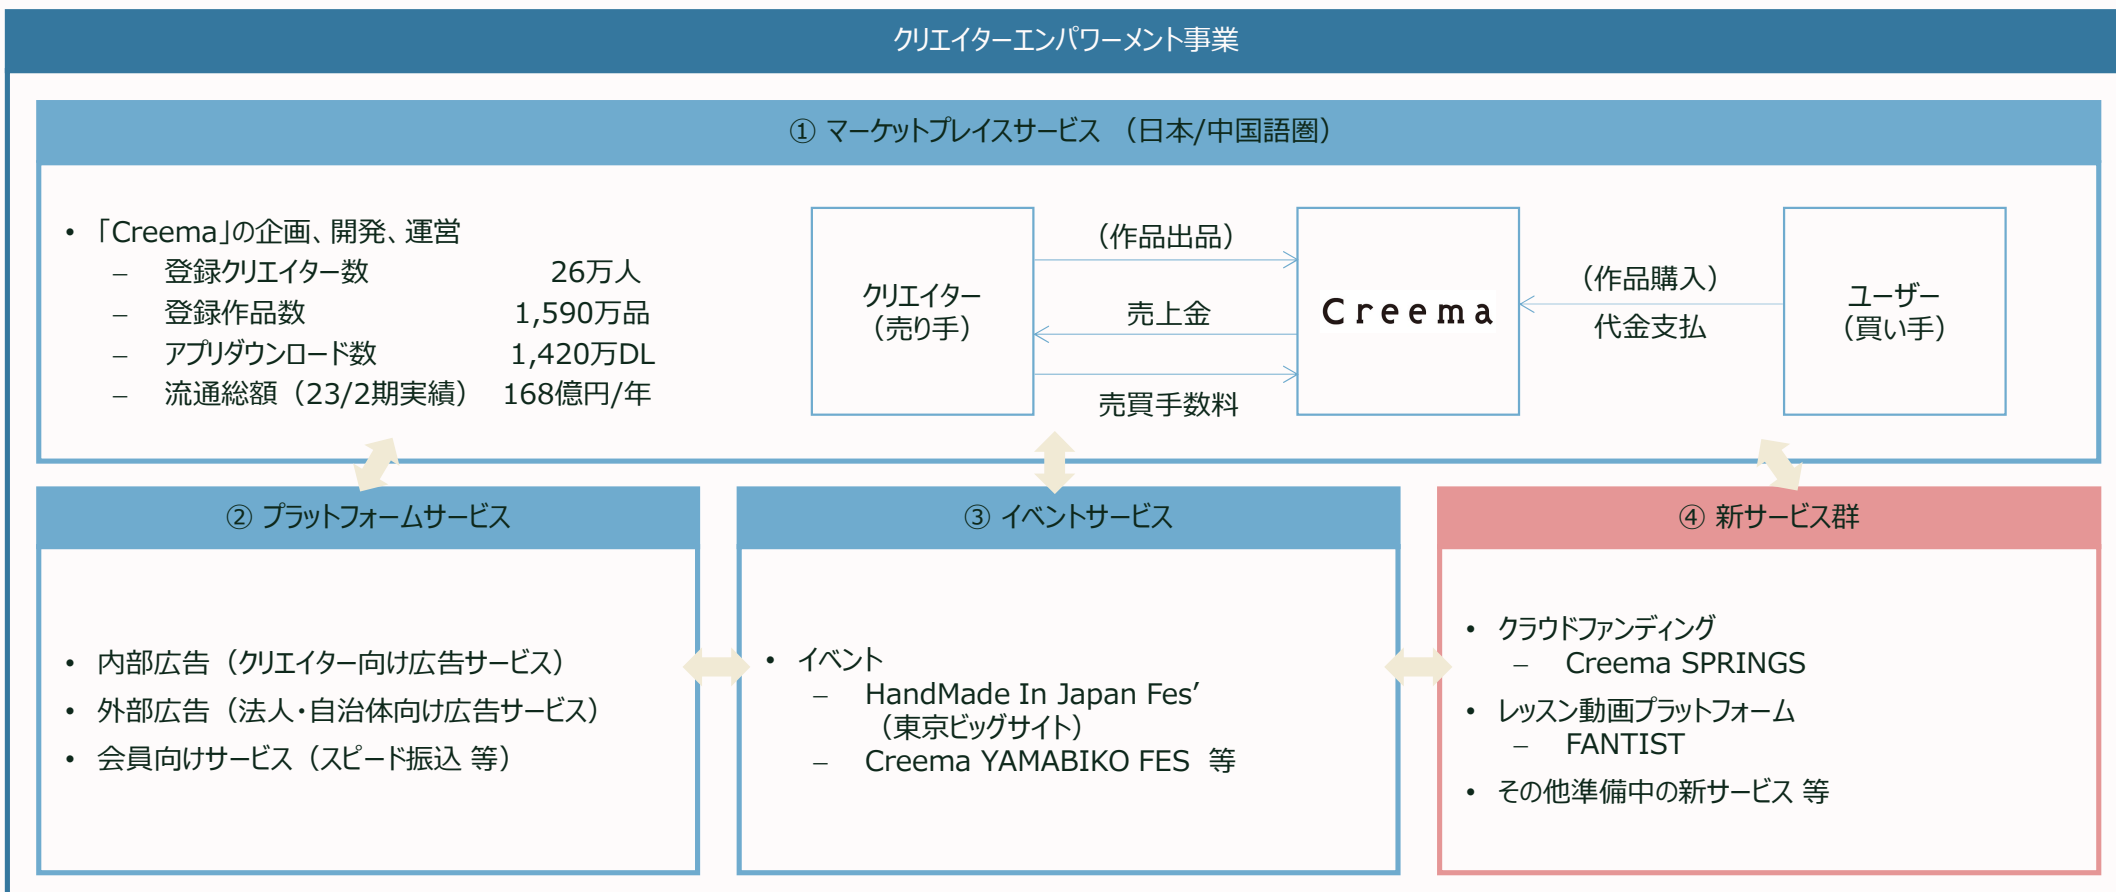 クリエイターエンパワーメント事業
① マーケットプレイスサービス （日本/中国語圏）
• 「Creema」の企画、開発、運営
– 登録クリエイター数 26万人
– 登録作品数 1,590万品
– アプリダウンロード数 1,420万DL
– 流通総額（23/2期実績） 168億円/年
クリエイター
（売り手）
（作品出品）
売上金
売買手数料
Creema
（作品購入）
代金支払
ユーザー
（買い手）
② プラットフォームサービス
• 内部広告（クリエイター向け広告サービス）
• 外部広告（法人・自治体向け広告サービス）
• 会員向けサービス（スピード振込 等）
③ イベントサービス
• イベント
– HandMade In Japan Fes’
（東京ビッグサイト）
– Creema YAMABIKO FES 等
④ 新サービス群
• クラウドファンディング
– Creema SPRINGS
• レッスン動画プラットフォーム
– FANTIST
• その他準備中の新サービス 等